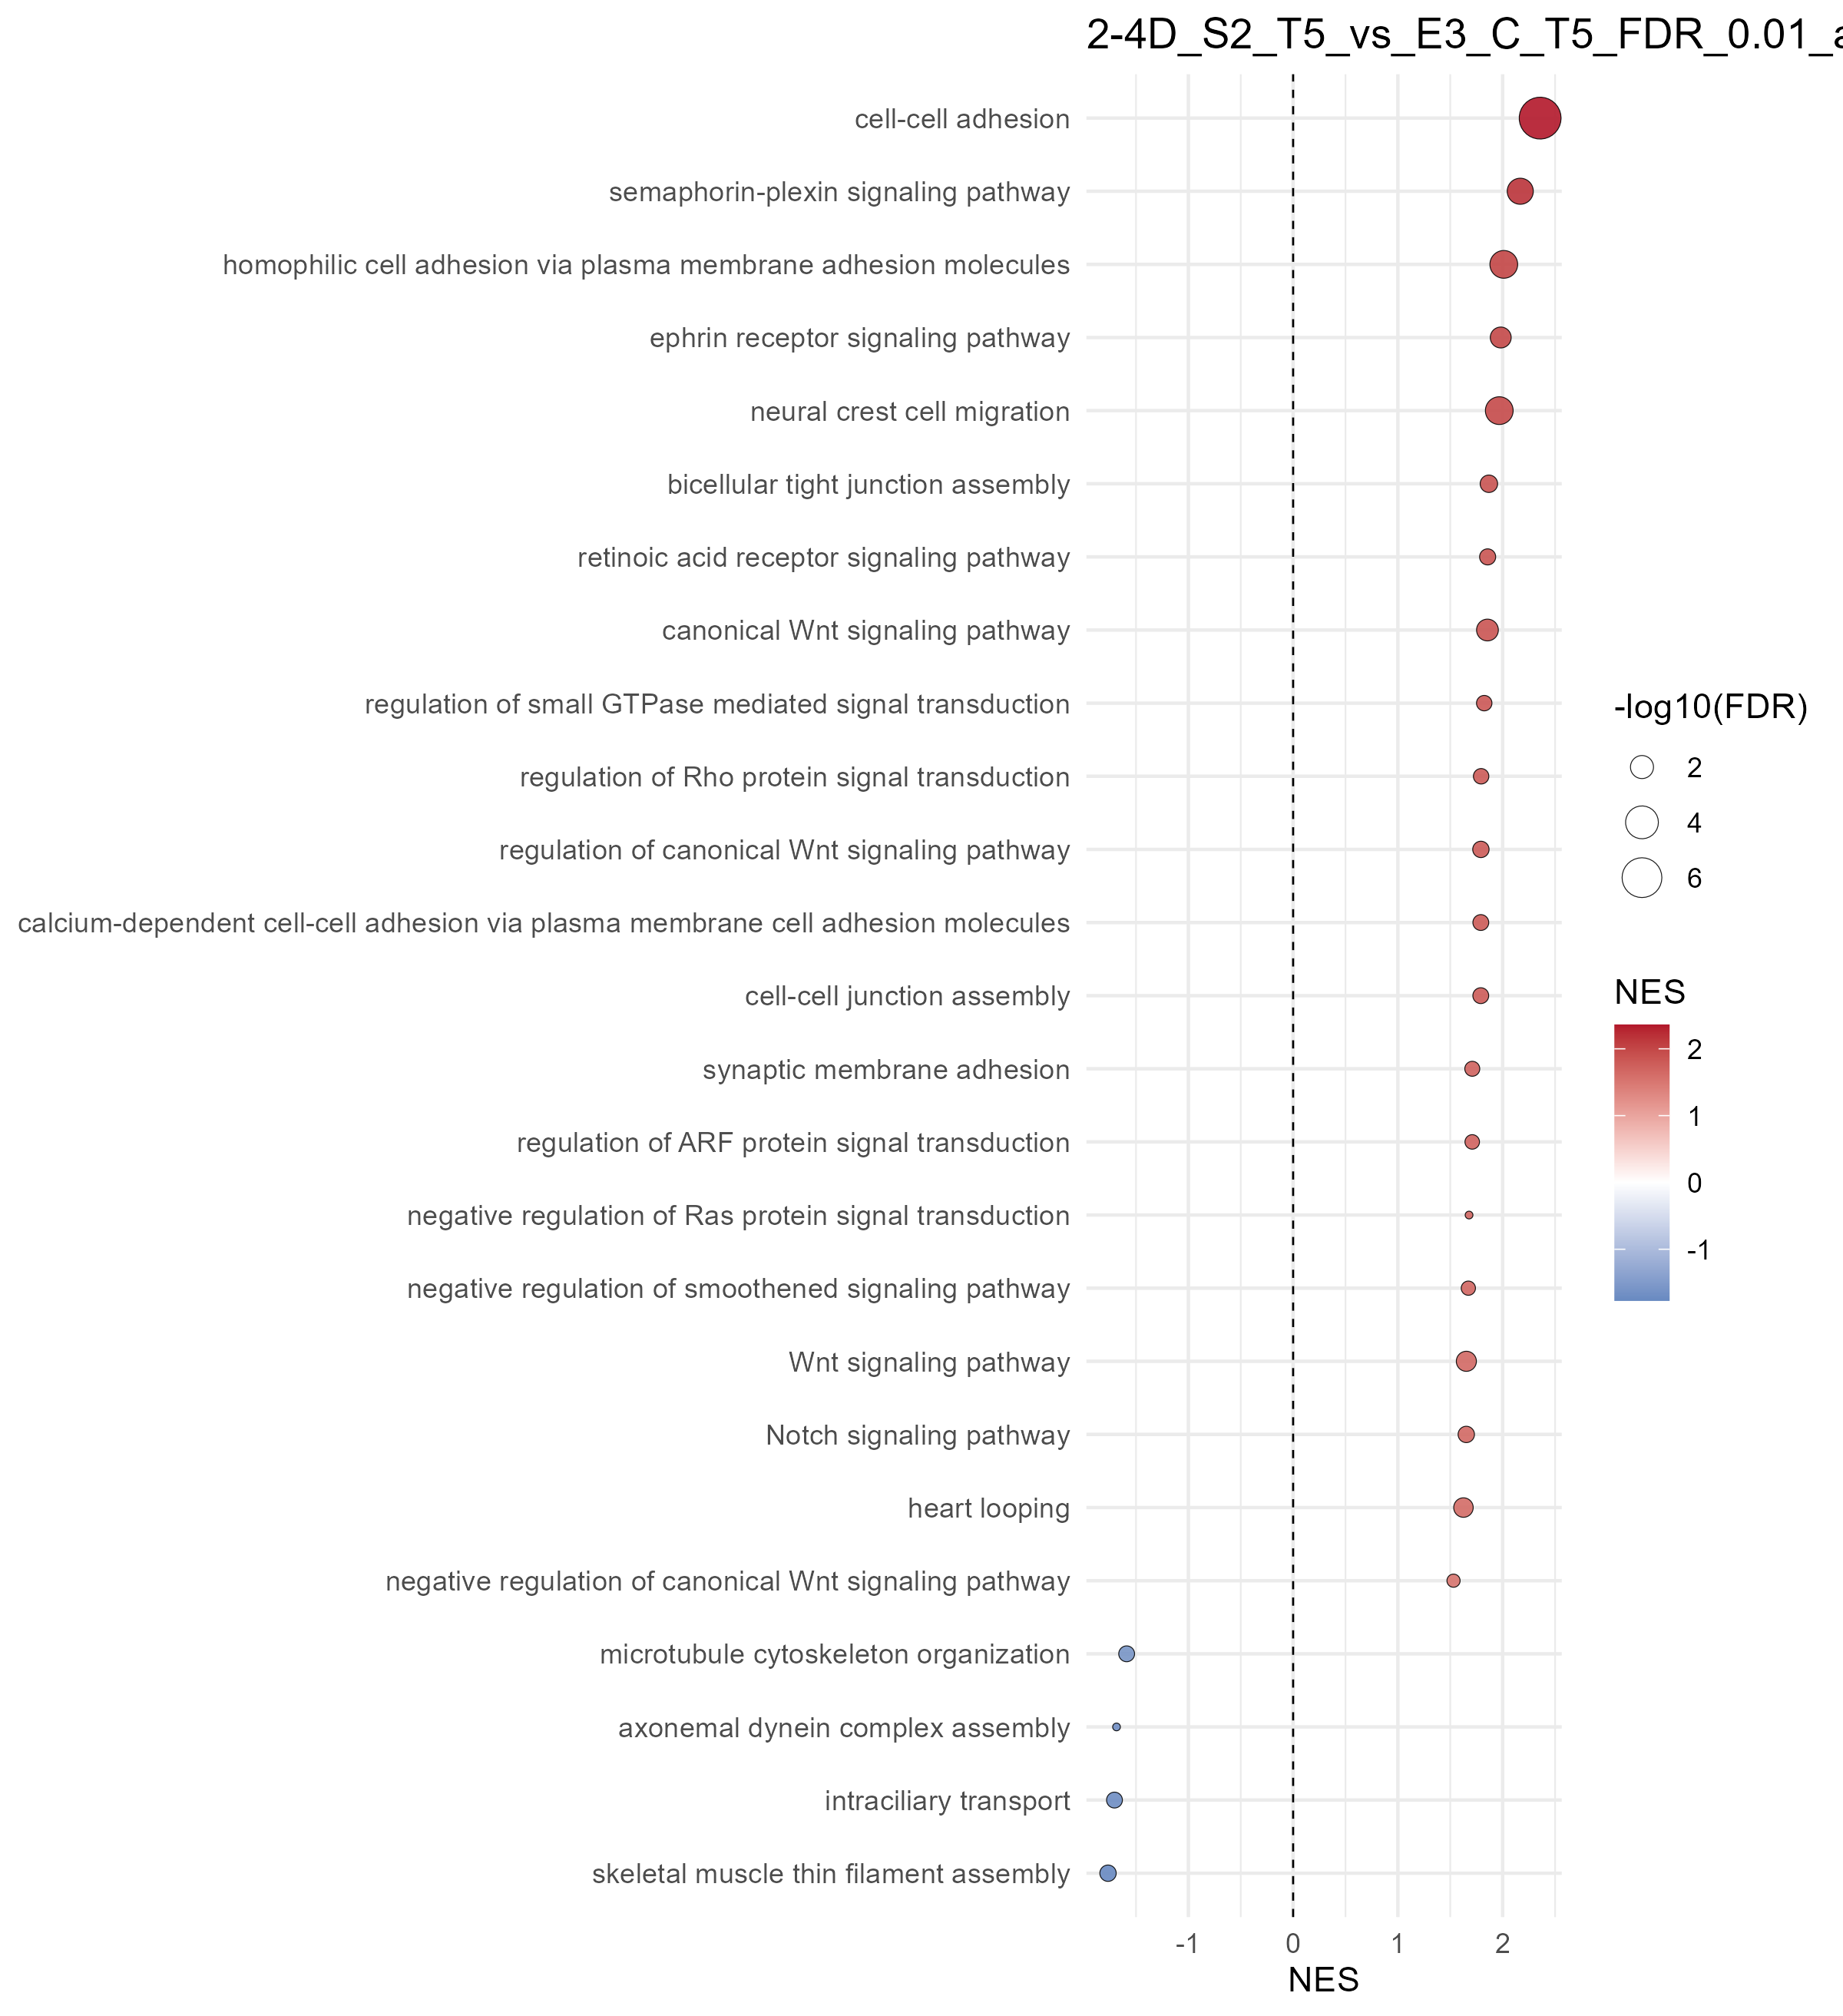 2-4D_S2_T5_vs_E3_C_T5_FDR_0.01_a
cell-cell adhesion
semaphorin-plexin signaling pathway
homophilic cell adhesion via plasma membrane adhesion molecules
ephrin receptor signaling pathway
neural crest cell migration
bicellular tight junction assembly
retinoic acid receptor signaling pathway
canonical Wnt signaling pathway
regulation of small GTPase mediated signal transduction
regulation of Rho protein signal transduction
regulation of canonical Wnt signaling pathway
calcium-dependent cell-cell adhesion via plasma membrane cell adhesion molecules
cell-cell junction assembly
synaptic membrane adhesion
regulation of ARF protein signal transduction
negative regulation of Ras protein signal transduction
negative regulation of smoothened signaling pathway
Wnt signaling pathway
Notch signaling pathway
heart looping
negative regulation of canonical Wnt signaling pathway
microtubule cytoskeleton organization
axonemal dynein complex assembly
intraciliary transport
skeletal muscle thin filament assembly
-1 0 1 2
NES
-log10(FDR)
2
4
6
NES
2
1
0
-1